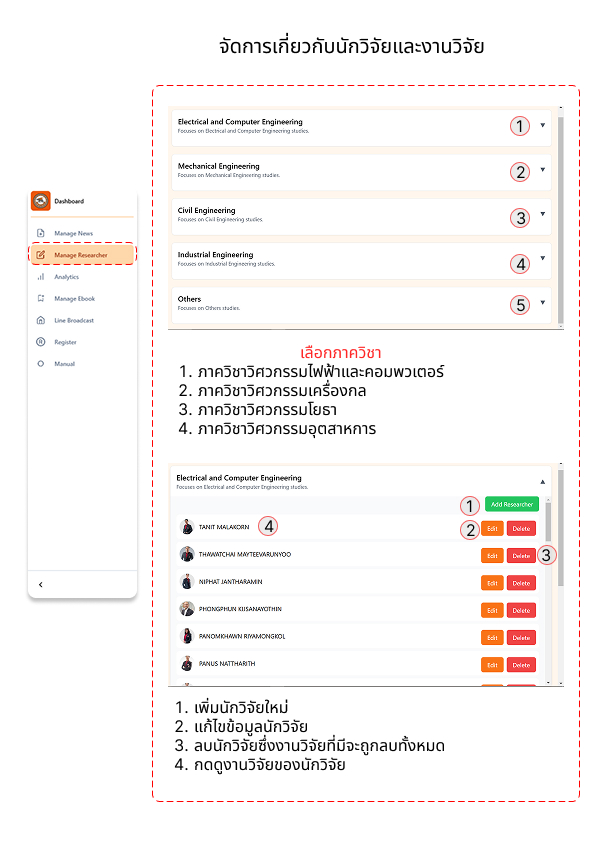 จัดการเกี่ยวกับนักวิจัยและงานวิจัย
Dashboard
Manage News
Manage Researcher
Analytics
Manage Ebook
Line Broadcast
Register
Manual
Electrical and Computer Engineering
Focuses on Electrical and Computer Engineering studies.
1
Mechanical Engineering
Focuses on Mechanical Engineering studies.
2
Civil Engineering
Focuses on Civil Engineering studies.
3
Industrial Engineering
Focuses on Industrial Engineering studies.
4
Others
Focuses on Others studies.
5
เลือกภาควิชา
1. ภาควิชาวิศวกรรมไฟฟ้าและคอมพวเตอร์
2. ภาควิชาวิศวกรรมเครื่องกล
3. ภาควิชาวิศวกรรมโยธา
4. ภาควิชาวิศวกรรมอุตสาหการ
Electrical and Computer Engineering
Focuses on Electrical and Computer Engineering studies.
1 Add Researcher
TANIT MALAKORN 4 2 Edit Delete
THAWATCHAI MAYTEEVARUNYOO Edit Delete 3
NIPHAT JANTHARAMIN Edit Delete
PHONGPHUN KIJSANAYOTHIN Edit Delete
PANOMKHAWN RIYAMONGKOL Edit Delete
PANUS NATTHARITH Edit Delete
1. เพิ่มนักวิจัยใหม่
2. แก้ไขข้อมูลนักวิจัย
3. ลบนักวิจัยซึ่งงานวิจัยที่มีจะถูกลบทั้งหมด
4. กดดูงานวิจัยของนักวิจัย